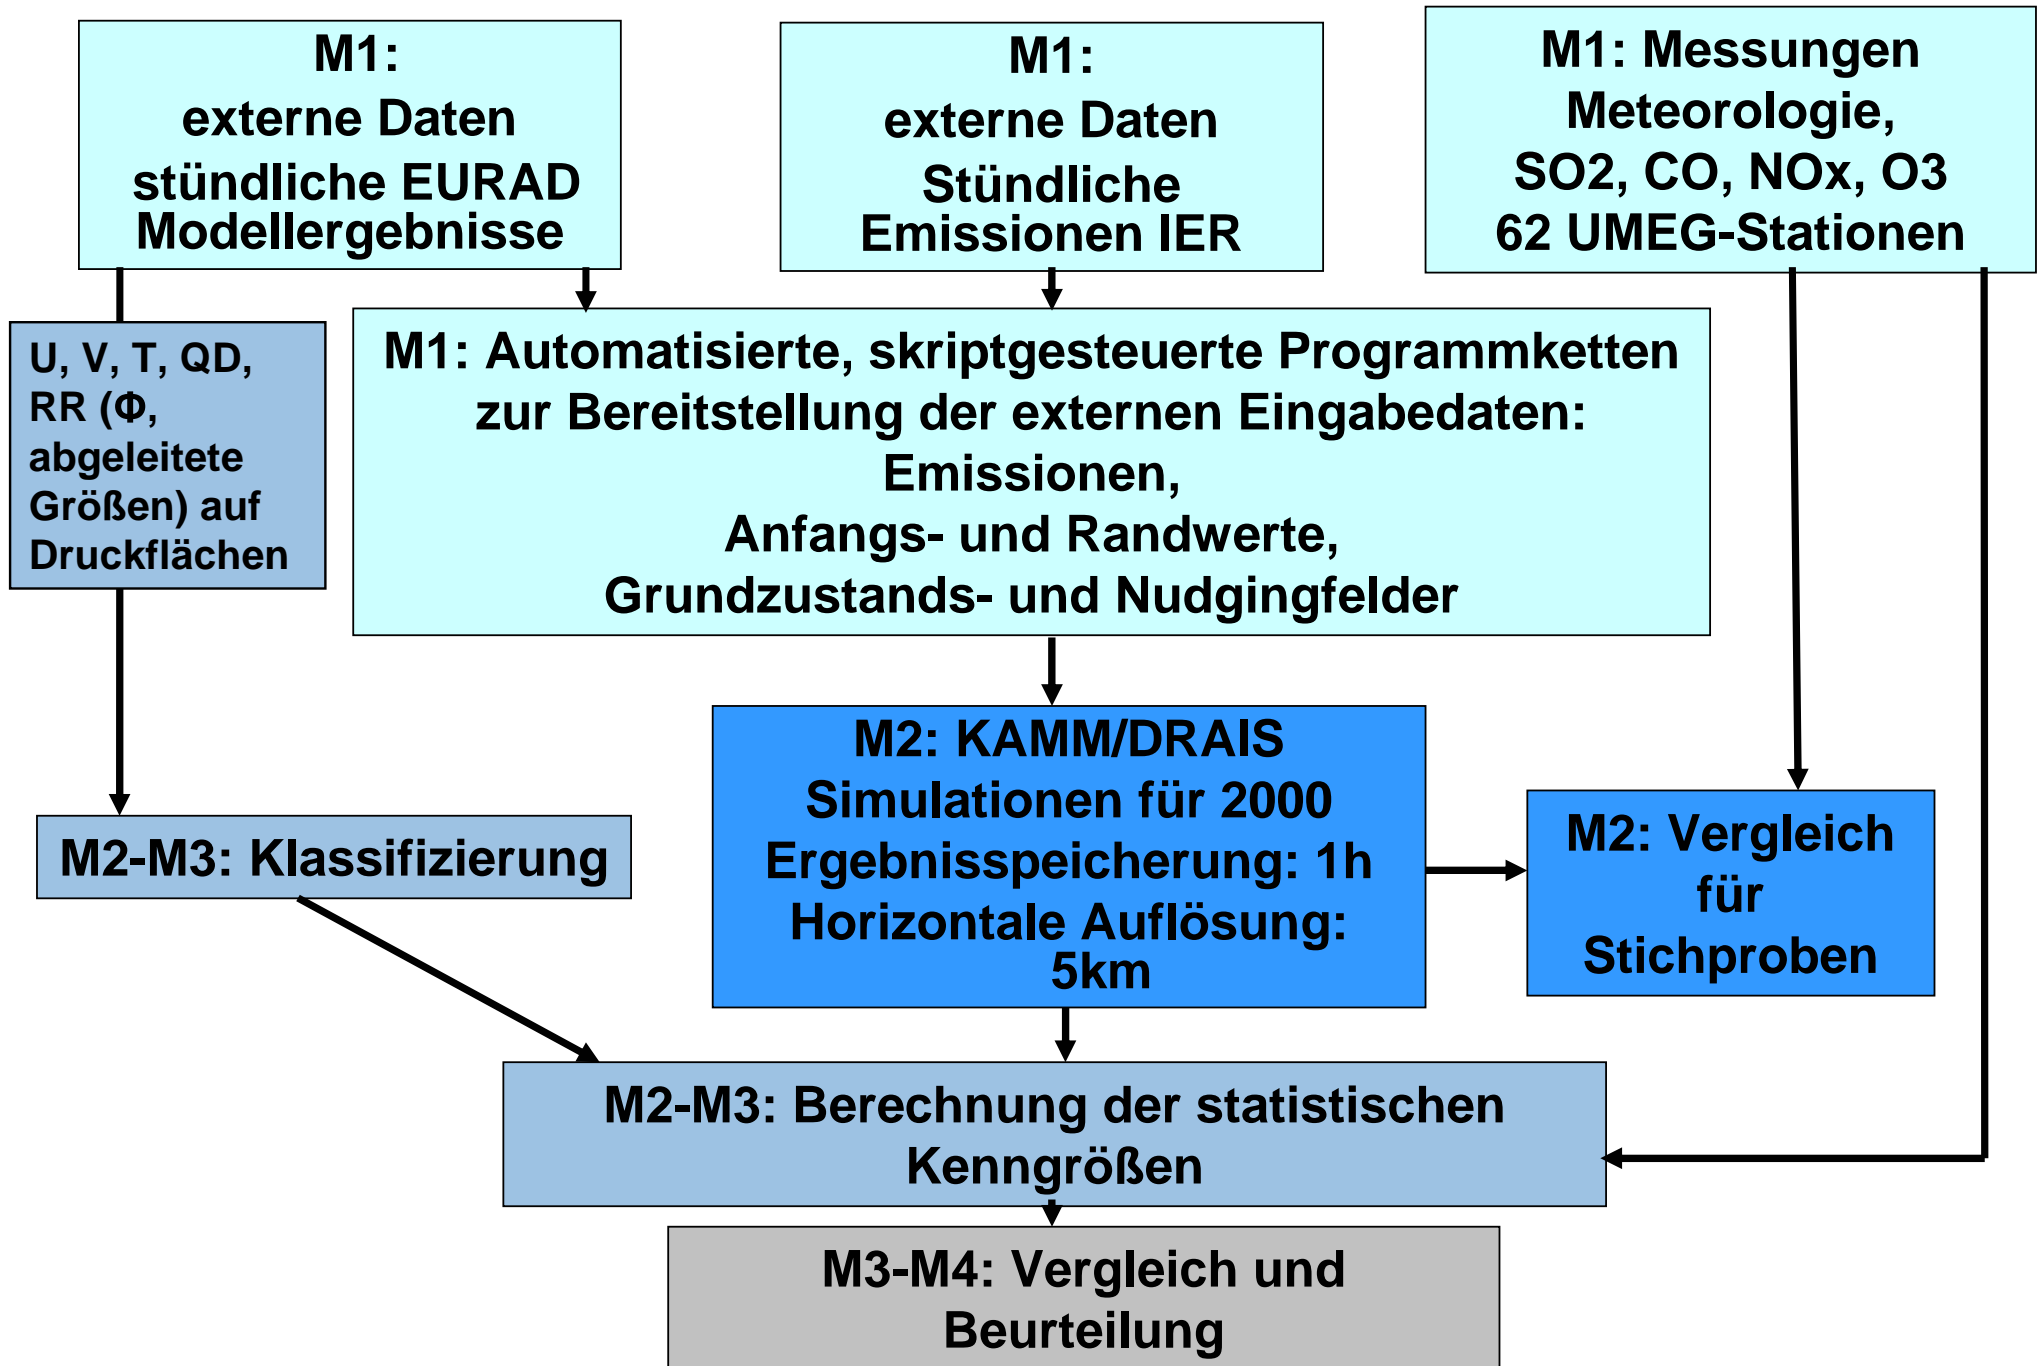 M1:
externe Daten
stündliche EURAD
Modellergebnisse
M1:
externe Daten
Stündliche
Emissionen IER
M1: Messungen
Meteorologie,
SO2, CO, NOx, O3
62 UMEG-Stationen
U, V, T, QD,
RR (Φ,
abgeleitete
Größen) auf
Druckflächen
M1: Automatisierte, skriptgesteuerte Programmketten
zur Bereitstellung der externen Eingabedaten:
Emissionen,
Anfangs- und Randwerte,
Grundzustands- und Nudgingfelder
M2: KAMM/DRAIS
Simulationen für 2000
Ergebnisspeicherung: 1h
Horizontale Auflösung:
5km
M2: Vergleich
für
Stichproben
M2-M3: Klassifizierung
M2-M3: Berechnung der statistischen
Kenngrößen
M3-M4: Vergleich und
Beurteilung